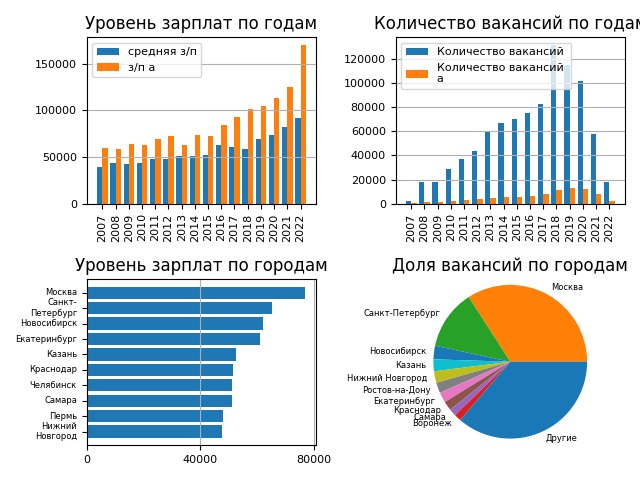 Уровень зарплат по годам
средняя з/п
з/п а
150000
100000
50000
0
2007
2008
2009
2010
2011
2012
2013
2014
2015
2016
2017
2018
2019
2020
2021
2022
Количество вакансий по годам
Количество вакансий
Количество вакансий
а
120000
100000
80000
60000
40000
20000
0
2007
2008
2009
2010
2011
2012
2013
2014
2015
2016
2017
2018
2019
2020
2021
2022
Уровень зарплат по городам
Москва
Санкт-
Петербург
Новосибирск
Екатеринбург
Казань
Краснодар
Челябинск
Самара
Пермь
Нижний
Новгород
0
40000
80000
Доля вакансий по городам
Москва
Санкт-Петербург
Новосибирск
Казань
Нижний Новгород
Ростов-на-Дону
Екатеринбург
Краснодар
Самара
Воронеж
Другие